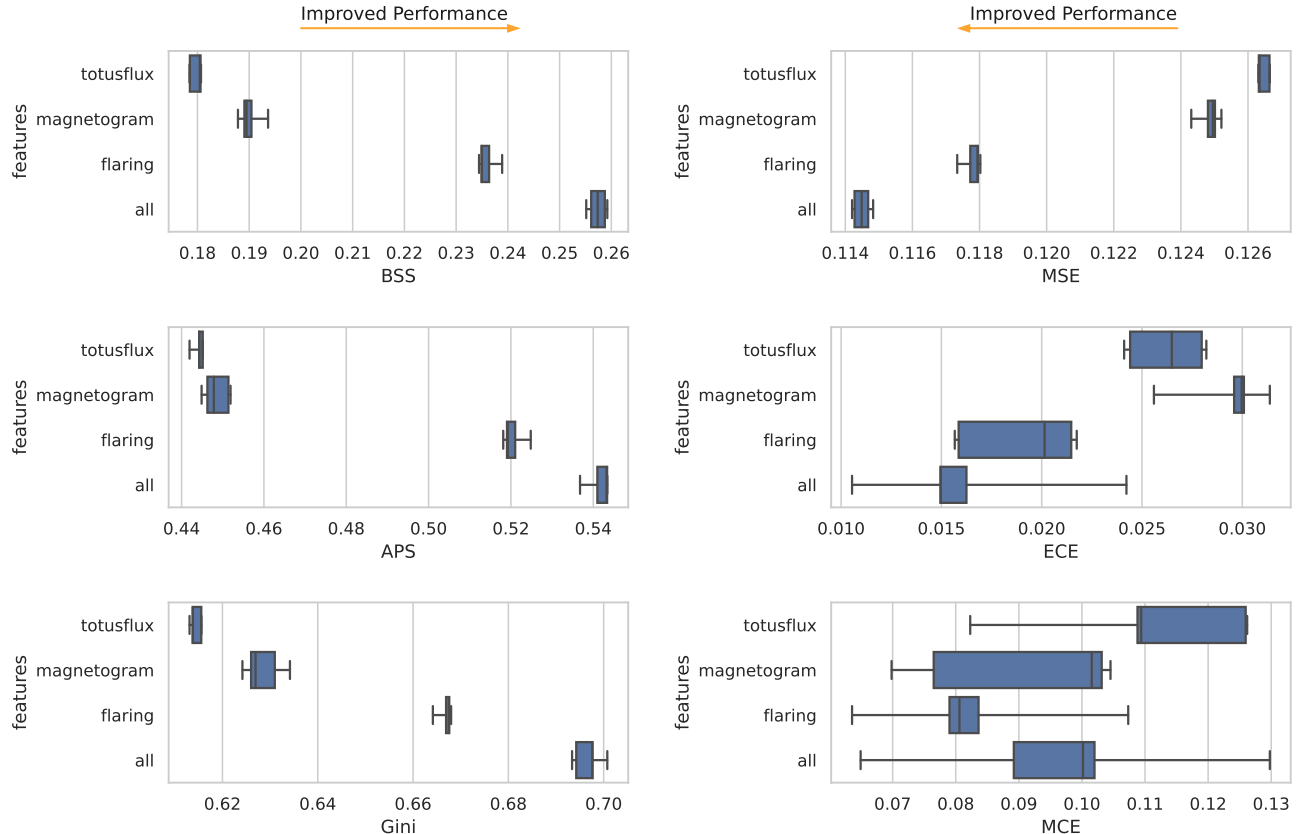 Improved Performance
features
totusflux
magnetogram
flaring
all
0.18 0.19 0.20 0.21 0.22 0.23 0.24 0.25 0.26
BSS
Improved Performance
features
totusflux
magnetogram
flaring
all
0.114 0.116 0.118 0.120 0.122 0.124 0.126
MSE
features
totusflux
magnetogram
flaring
all
0.44 0.46 0.48 0.50 0.52 0.54
APS
features
totusflux
magnetogram
flaring
all
0.010 0.015 0.020 0.025 0.030
ECE
features
totusflux
magnetogram
flaring
all
0.62 0.64 0.66 0.68 0.70
Gini
features
totusflux
magnetogram
flaring
all
0.07 0.08 0.09 0.10 0.11 0.12 0.13
MCE